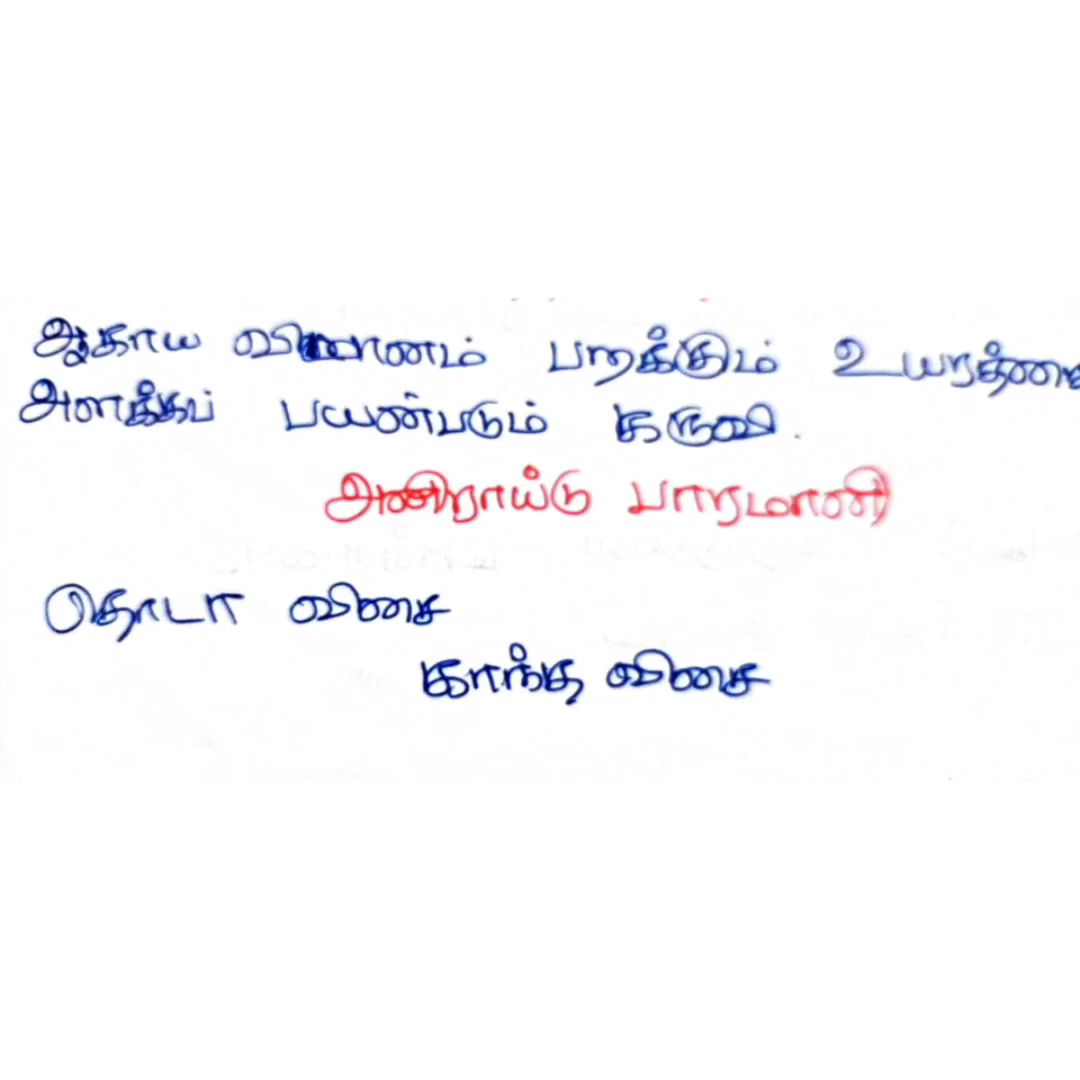 ஆகாய விமானம் பறக்கும் உயரத்தை
அளக்கப் பயன்படும் கருவி.
அனிராய்டு பாரமானி
தொடா விசை
காந்த விசை